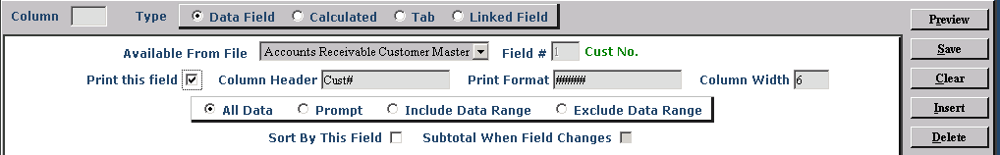 Column Type Data Field Calculated Tab Linked Field Preview
Available From File Accounts Receivable Customer Master Field # 1 Cust No. Save
Print this field Column Header Cust# Print Format ##### Column Width 6 Clear
All Data Prompt Include Data Range Exclude Data Range Insert
Sort By This Field Subtotal When Field Changes Delete